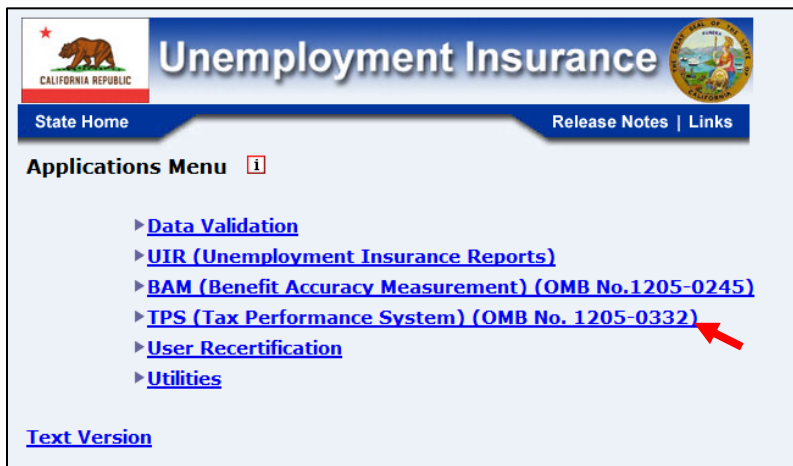 CALIFORNIA REPUBLIC
Unemployment Insurance
State Home
Release Notes | Links
Applications Menu i
Data Validation
UIR (Unemployment Insurance Reports)
BAM (Benefit Accuracy Measurement) (OMB No.1205-0245)
TPS (Tax Performance System) (OMB No. 1205-0332)
User Recertification
Utilities
Text Version